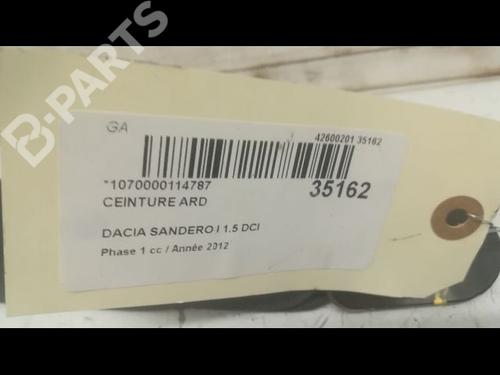 B-PARTS
GA
42600201 35162
*1070000114787
35162
CEINTURE ARD
DACIA SANDERO I 1.5 DCI
Phase 1 cc / Année 2012